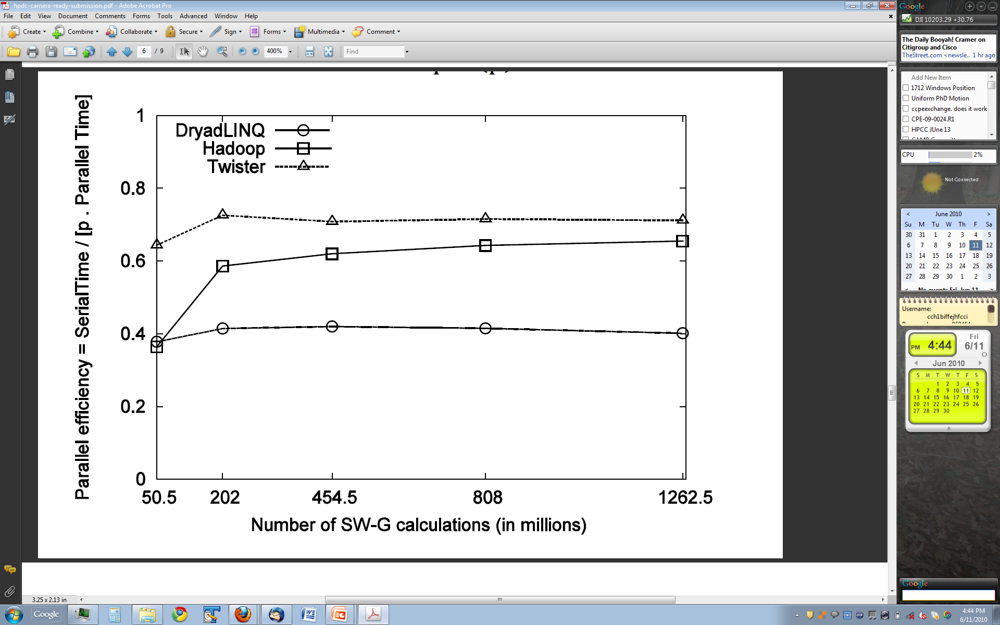 hpdc-camera-ready-submission.pdf - Adobe Acrobat Pro
File Edit View Document Comments Forms Tools Advanced Window Help
Create Combine Collaborate Secure Sign Forms Multimedia Comment
6 / 9 400% Find
Parallel efficiency = SerialTime / [p . Parallel Time]
1
0.8
0.6
0.4
0.2
0
DryadLINQ
Hadoop
Twister
50.5 202 454.5 808 1262.5
Number of SW-G calculations (in millions)
3.25 x 2.13 in
Google
DJI 10203.29 +30.76
The Daily Booyah! Cramer on
Citigroup and Cisco
TheStreet.com <newsle.. 1 hr ago
Add New Item
1712 Windows Position
Uniform PhD Motion
ccpeexchange. does it work
CPE-09-0024.R1
HPCC JUne 13
CPU 2%
Not Connected
< June 2010 >
Su M Tu W Th F Sa
30 31 1 2 3 4 5
6 7 8 9 10 11 12
13 14 15 16 17 18 19
20 21 22 23 24 25 26
27 28 29 30 1 2 3
No events Fri, Jun 11
Username:
cch1biffejhfcci
PM 4:44 Fri
6/11
Jun 2010
S M T W T F S
1 2 3 4 5
6 7 8 9 10 11 12
13 14 15 16 17 18 19
20 21 22 23 24 25 26
27 28 29 30
Google
Google
4:44 PM
6/11/2010